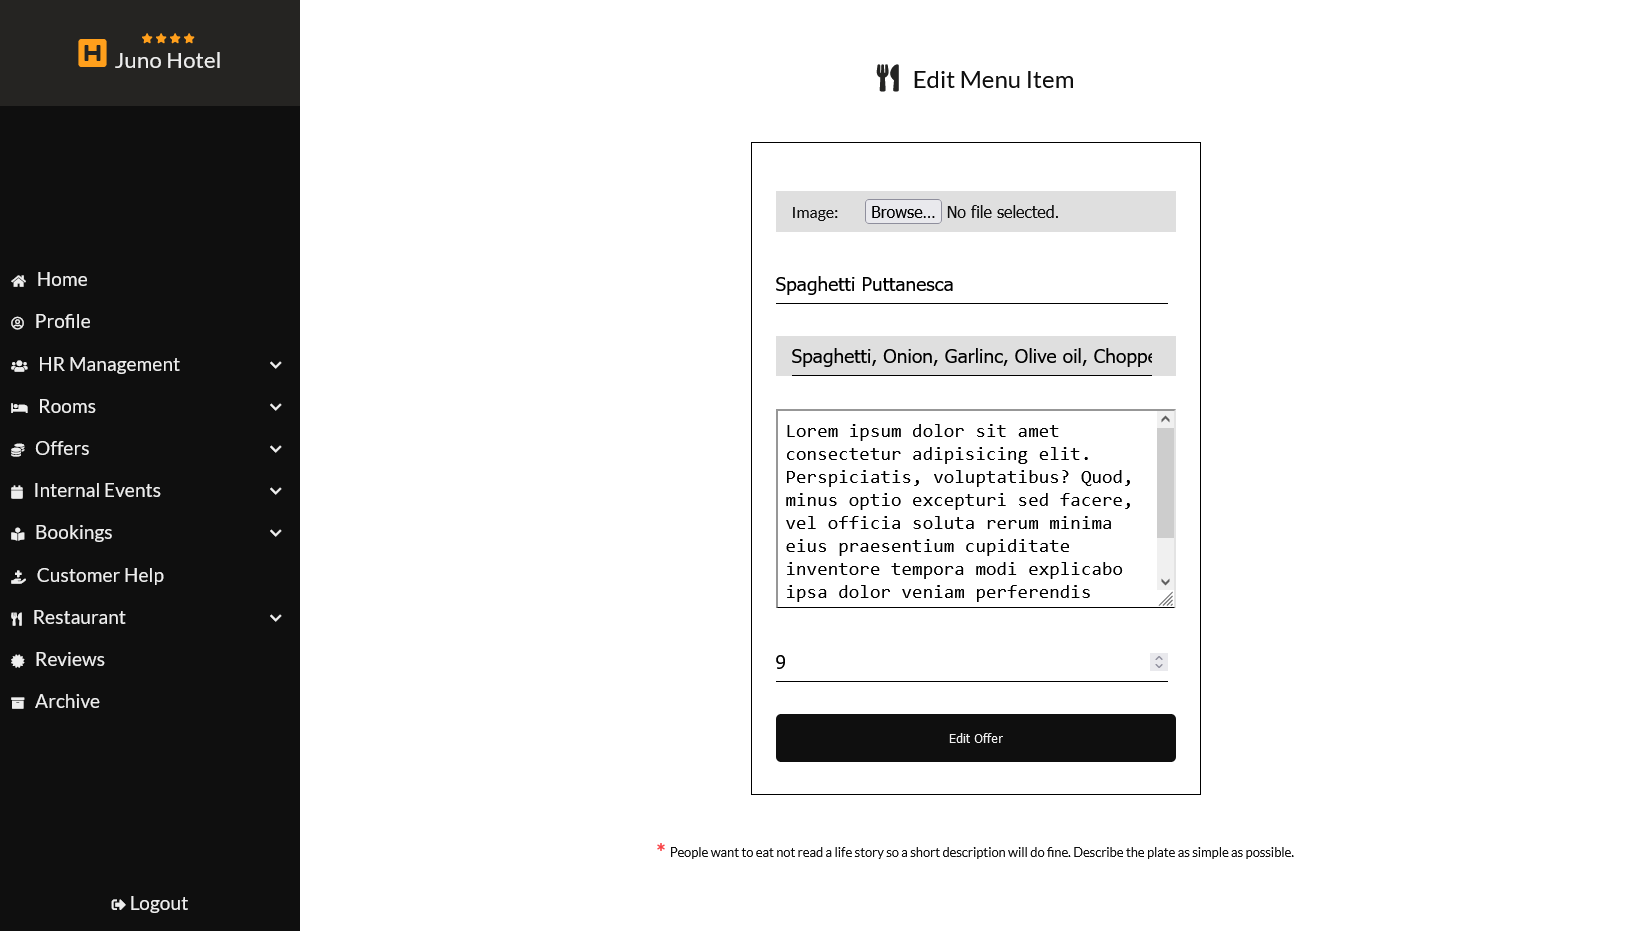 Juno Hotel
Home
Profile
HR Management
Rooms
Offers
Internal Events
Bookings
Customer Help
Restaurant
Reviews
Archive
Logout
Edit Menu Item
Image: Browse... No file selected.
Spaghetti Puttanesca
Spaghetti, Onion, Garlinc, Olive oil, Choppe
Lorem ipsum dolor sit amet
consectetur adipisicing elit.
Perspiciatis, voluptatibus? Quod,
minus optio excepturi sed facere,
vel officia soluta rerum minima
eius praesentium cupiditate
inventore tempora modi explicabo
ipsa dolor veniam perferendis
9
Edit Offer
* People want to eat not read a life story so a short description will do fine. Describe the plate as simple as possible.